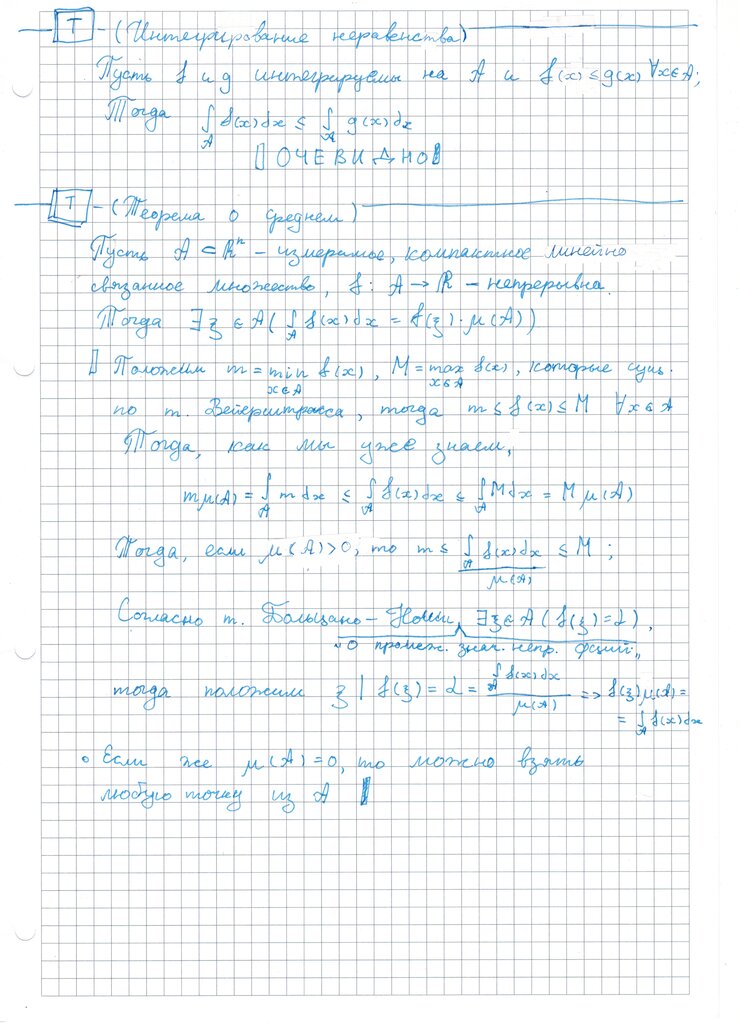 Т - (Интегрирование неравенства)
Пусть f и g интегрируемы на A и f(x) ≤ g(x) ∀x∈A;
Тогда ∫_A f(x)dx ≤ ∫_A g(x)dx
▯ ОЧЕВИДНО ▮
Т - (Теорема о среднем)
Пусть A ⊂ ℝⁿ - измеримое, компактное линейно
связанное множество, f: A → ℝ - непрерывна.
Тогда ∃ξ ∈ A (∫_A f(x)dx = f(ξ)·μ(A))
▯ Положим m = min_{x∈A} f(x), M = max_{x∈A} f(x), которые сущ.
по т. Вейерштрасса, тогда m ≤ f(x) ≤ M ∀x∈A
Тогда, как мы уже знаем,
mμ(A) = ∫_A m dx ≤ ∫_A f(x)dx ≤ ∫_A M dx = M μ(A)
Тогда, если μ(A)>0, то m ≤ ∫_A f(x)dx / μ(A) ≤ M ;
Согласно т. Больцано - Коши, ∃ξ∈A (f(ξ)=α),
"О промеж. знач. непр. фций"
тогда положим ξ | f(ξ) = α = ∫_A f(x)dx / μ(A) => f(ξ)μ(A) =
= ∫_A f(x)dx
∘ Если же μ(A)=0, то можно взять
любую точку из A ▮